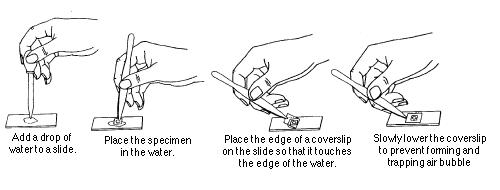 Add a drop of
water to a slide.
Place the specimen
in the water.
Place the edge of a coverslip
on the slide so that it touches
the edge of the water.
Slowly lower the coverslip
to prevent forming and
trapping air bubble